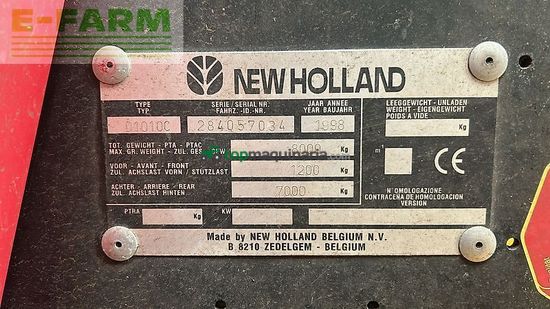 E-FARM
NEW HOLLAND
TYPE
TYP
D1010C
SERIE / SERIAL NR.
FAHRZ. -ID-NR.
284057034
JAAR ANNEE
YEAR BAUJAHR
1998
LEEGGEWICHT - UNLADEN
WEIGHT - EIGENGEWICHT
POIDS A VIDE
Kg
TOT. GEWICHT - PTA - PTAC
MAX. GR. WEIGHT - ZUL. GES. GEW
8000 Kg
topmaquinaria.com
VOOR - AVANT - FRONT
ZUL. ACHSLAST VORN / STUTZLAST
1200 Kg
ACHTER - ARRIERE - REAR
ZUL. ACHSLAST HINTEN
7000 Kg
m
CE
N° OMOLOGAZIONE
CONTRACENA DE HOMOLOGACION
VERSION
PTRA Kg KW
Made by NEW HOLLAND BELGIUM N.V.
B 8210 ZEDELGEM - BELGIUM